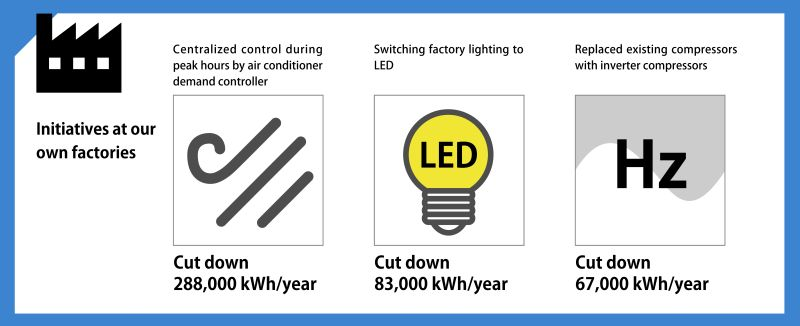 Initiatives at our
own factories
Centralized control during
peak hours by air conditioner
demand controller
Cut down
288,000 kWh/year
Switching factory lighting to
LED
LED
Cut down
83,000 kWh/year
Replaced existing compressors
with inverter compressors
Hz
Cut down
67,000 kWh/year